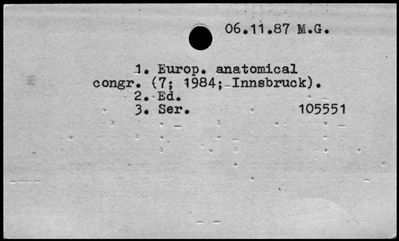 06.11.87 M.G.
1. Europ. anatomical
congr. (7; 1984; Innsbruck).
2. Ed.
3. Ser. 105551